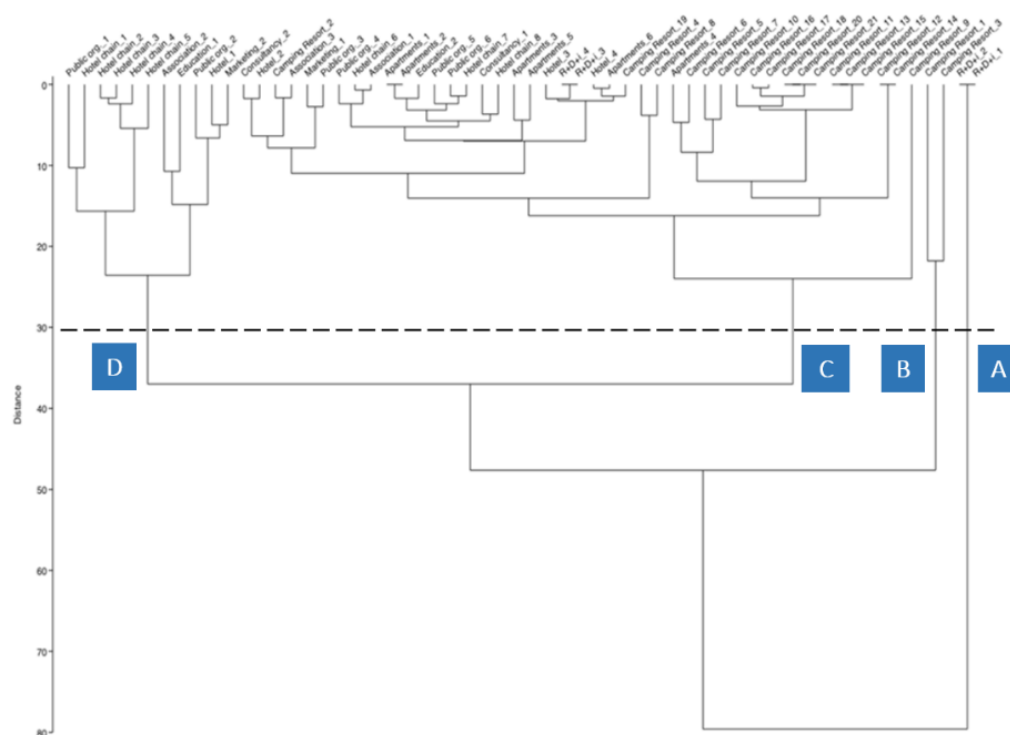 Public org._1
Hotel chain_1
Hotel chain_2
Hotel chain_3
Hotel chain_4
Hotel chain_5
Association_2
Education_1
Public org._2
Hotel_1
Marketing_2
Consultancy_2
Hotel_2
Camping Resort_2
Association_3
Marketing_1
Public org._3
Public org._4
Hotel chain_6
Association_1
Apartments_1
Apartments_2
Education_2
Public org._5
Public org._6
Hotel chain_7
Consultancy_1
Hotel chain_8
Apartments_3
Apartments_5
Hotel_3
R+D+i_4
R+D+i_3
Hotel_4
Apartments_6
Camping Resort_19
Camping Resort_4
Camping Resort_8
Apartments_4
Camping Resort_6
Camping Resort_5
Camping Resort_7
Camping Resort_10
Camping Resort_16
Camping Resort_17
Camping Resort_18
Camping Resort_20
Camping Resort_21
Camping Resort_11
Camping Resort_13
Camping Resort_15
Camping Resort_12
Camping Resort_14
Camping Resort_9
Camping Resort_1
Camping Resort_3
R+D+i_2
R+D+i_1
0
10
20
30
D
C
B
A
Distance
40
50
60
70
80